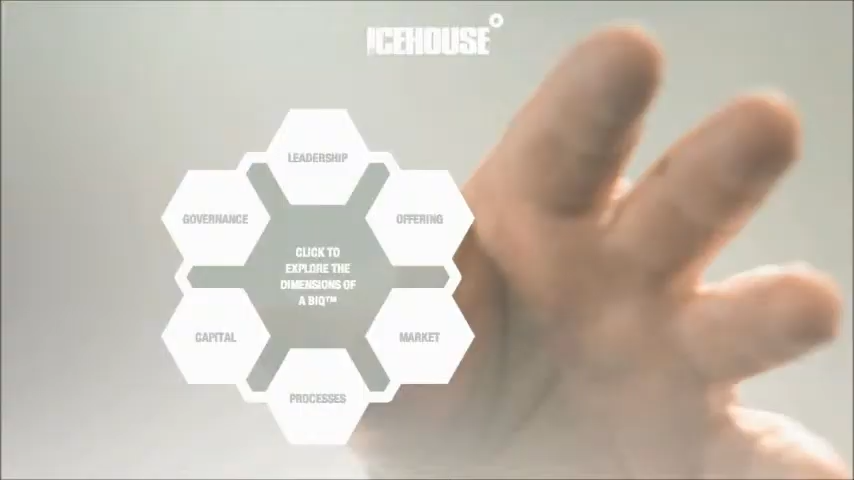 ICEHOUSE
LEADERSHIP
GOVERNANCE
OFFERING
CLICK TO
EXPLORE THE
DIMENSIONS OF
A BIQ™
CAPITAL
MARKET
PROCESSES